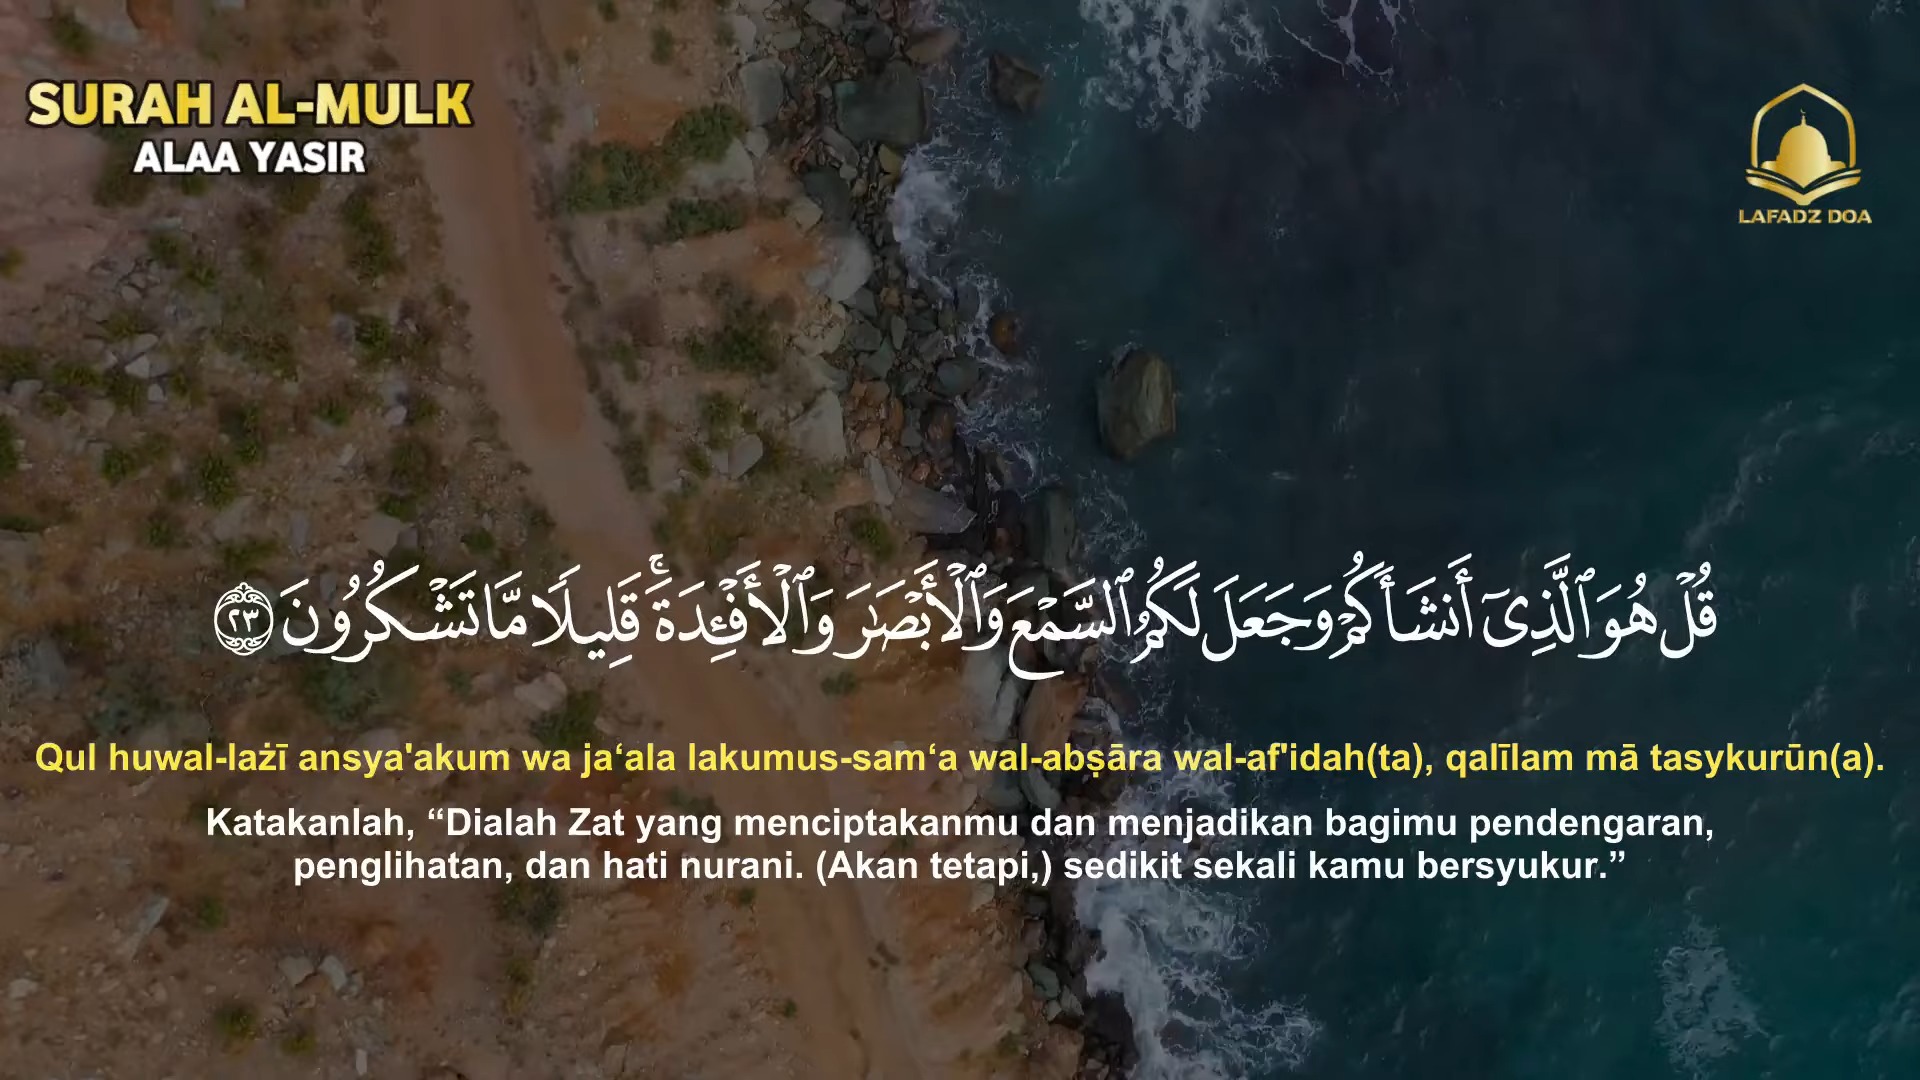 SURAH AL-MULK
ALAA YASIR
LAFADZ DOA
قُلْ هُوَ ٱلَّذِىٓ أَنشَأَكُمْ وَجَعَلَ لَكُمُ ٱلسَّمْعَ وَٱلْأَبْصَٰرَ وَٱلْأَفْـِٔدَةَ ۖ قَلِيلًا مَّا تَشْكُرُونَ ٢٣
Qul huwal-lażī ansya'akum wa ja‘ala lakumus-sam‘a wal-abṣāra wal-af'idah(ta), qalīlam mā tasykurūn(a).
Katakanlah, “Dialah Zat yang menciptakanmu dan menjadikan bagimu pendengaran,
penglihatan, dan hati nurani. (Akan tetapi,) sedikit sekali kamu bersyukur.”